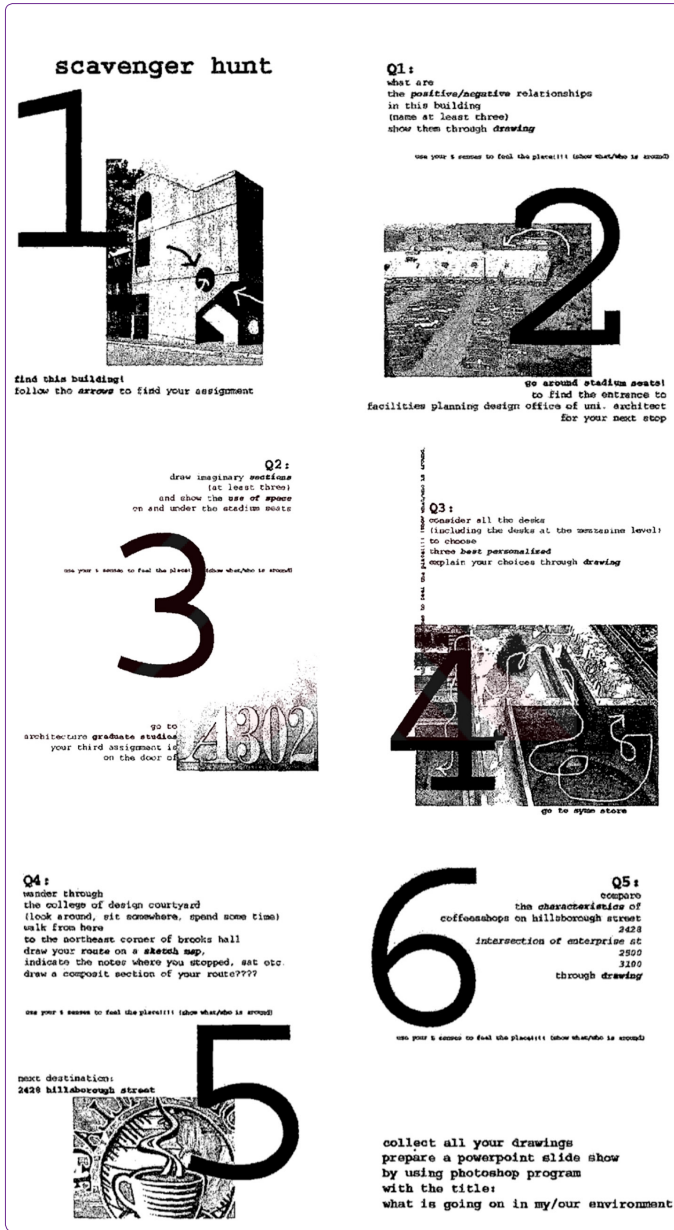 scavenger hunt
1
find this building!
follow the arrows to find your assignment
Q1:
what are
the positive/negative relationships
in this building
(name at least three)
show them through drawing
use your 5 senses to feel the place!!!! (show what/who is around)
2
go around stadium seats!
to find the entrance to
facilities planning design office of uni. architect
for your next stop
Q2:
draw imaginary sections
(at least three)
and show the use of space
on and under the stadium seats
3
use your 5 senses to feel the place!!!! (show what/who is around)
go to
architecture graduate studios
your third assignment is
on the door of
A302
Q3:
consider all the desks
(including the desks at the mezzanine level)
to choose
three best personalized
explain your choices through drawing
to feel the place!!!! (show what/who is around)
4
go to syme store
Q4:
wander through
the college of design courtyard
(look around, sit somewhere, spend some time)
walk from here
to the northeast corner of brooks hall
draw your route on a sketch map,
indicate the notes where you stopped, sat etc.
draw a composit section of your route????
use your 5 senses to feel the place!!!! (show what/who is around)
5
next destination:
2428 hillsborough street
6
Q5:
compare
the characteristics of
coffeeshops on hillsborough street
2428
intersection of enterprise at
2500
3100
through drawing
use your 5 senses to feel the place!!!! (show what/who is around)
collect all your drawings
prepare a powerpoint slide show
by using photoshop program
with the title:
what is going on in my/our environment